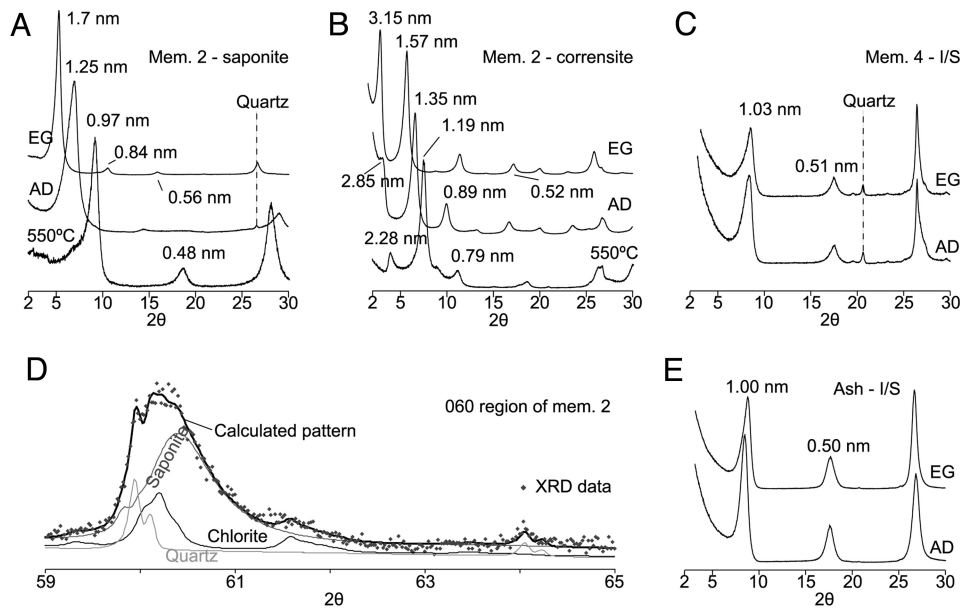 A
1.7 nm
Mem. 2 - saponite
1.25 nm
Quartz
0.97 nm
EG
0.84 nm
0.56 nm
AD
550ºC
0.48 nm
2 5 10 15 20 25 30
2θ
B
3.15 nm
1.57 nm
Mem. 2 - corrensite
1.35 nm
1.19 nm
EG
2.85 nm
0.52 nm
0.89 nm
AD
2.28 nm
0.79 nm
550ºC
2 5 10 15 20 25 30
2θ
C
Mem. 4 - I/S
1.03 nm
Quartz
0.51 nm
EG
AD
2 5 10 15 20 25 30
2θ
D
060 region of mem. 2
Calculated pattern
Saponite
XRD data
Chlorite
Quartz
59 61 63 65
2θ
E
1.00 nm
Ash - I/S
0.50 nm
EG
AD
2 5 10 15 20 25 30
2θ